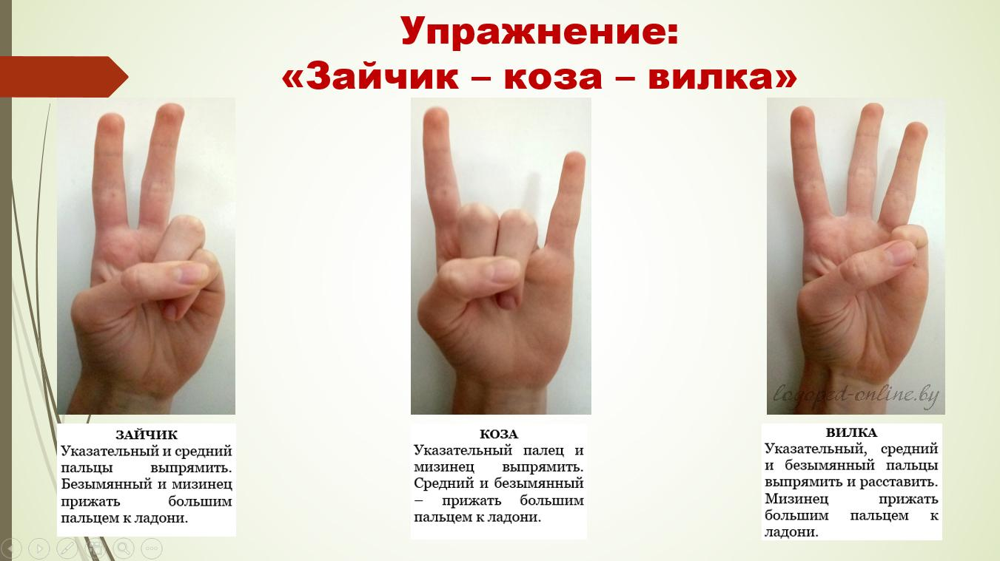 Упражнение:
«Зайчик – коза – вилка»
ЗАЙЧИК
Указательный и средний
пальцы выпрямить.
Безымянный и мизинец
прижать большим
пальцем к ладони.
КОЗА
Указательный палец и
мизинец выпрямить.
Средний и безымянный
– прижать большим
пальцем к ладони.
logoped-online.by
ВИЛКА
Указательный, средний
и безымянный пальцы
выпрямить и расставить.
Мизинец прижать
большим пальцем к
ладони.